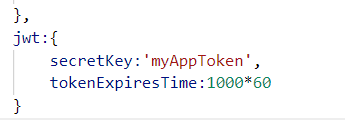 },
jwt:{
secretKey:'myAppToken',
tokenExpiresTime:1000*60
}